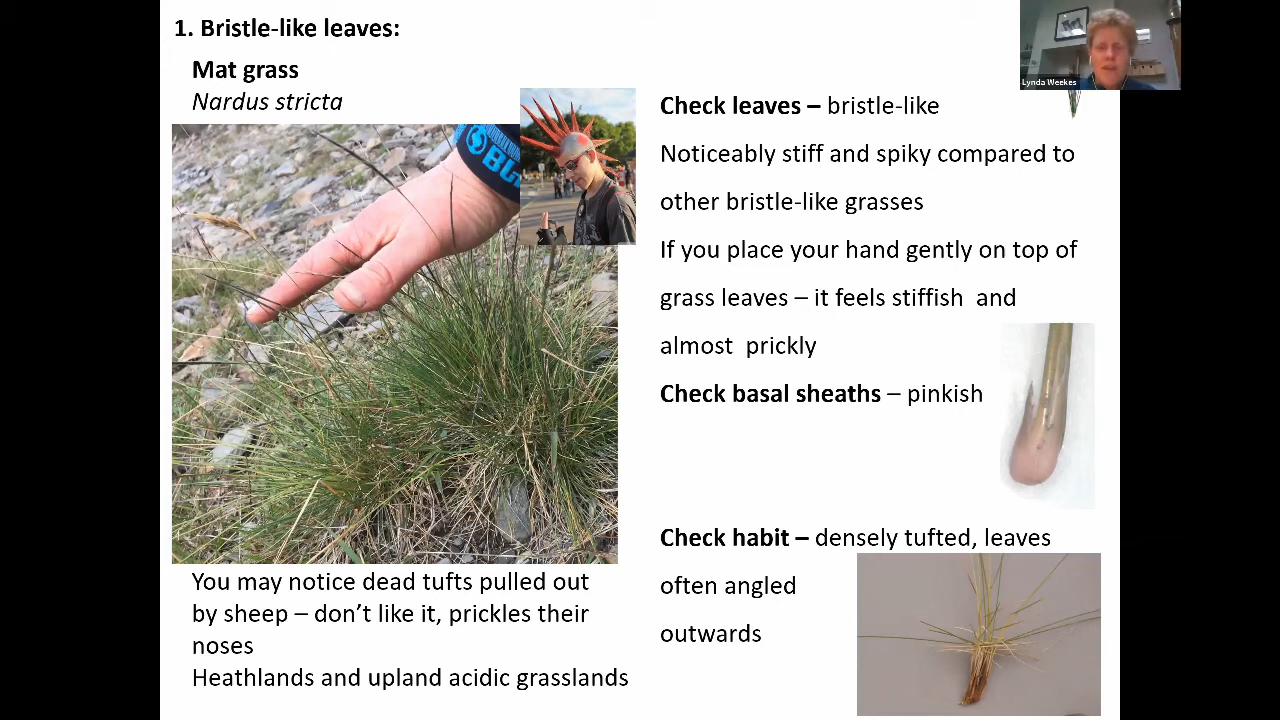 1. Bristle-like leaves:
Mat grass
Nardus stricta
Lynda Weekes
Check leaves – bristle-like
Noticeably stiff and spiky compared to
other bristle-like grasses
If you place your hand gently on top of
grass leaves – it feels stiffish and
almost prickly
Check basal sheaths – pinkish
Check habit – densely tufted, leaves
often angled
outwards
You may notice dead tufts pulled out
by sheep – don't like it, prickles their
noses
Heathlands and upland acidic grasslands